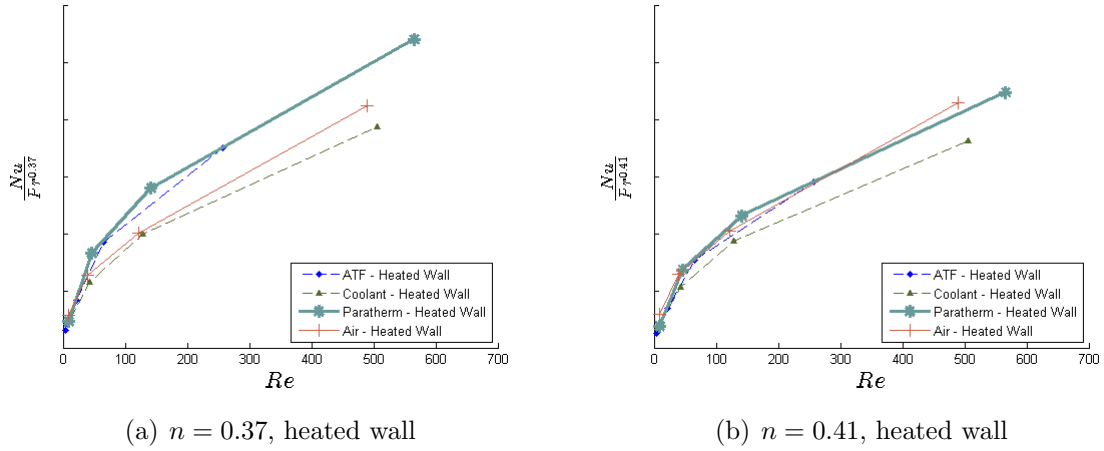 Nu
Pr^0.37
ATF - Heated Wall
Coolant - Heated Wall
Paratherm - Heated Wall
Air - Heated Wall
0 100 200 300 400 500 600 700
Re
(a) n = 0.37, heated wall
Nu
Pr^0.41
ATF - Heated Wall
Coolant - Heated Wall
Paratherm - Heated Wall
Air - Heated Wall
0 100 200 300 400 500 600 700
Re
(b) n = 0.41, heated wall